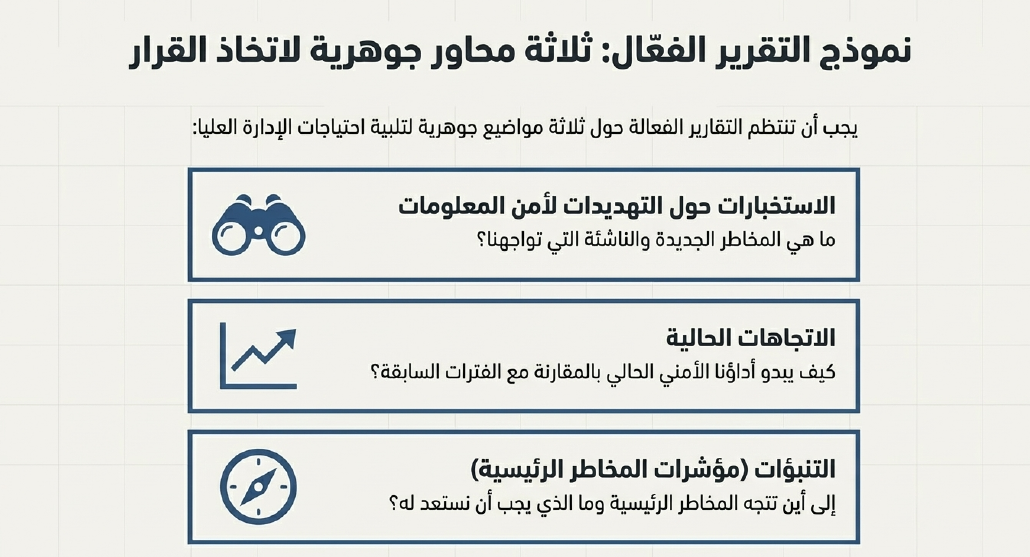 نموذج التقرير الفعّال: ثلاثة محاور جوهرية لاتخاذ القرار
يجب أن تنتظم التقارير الفعالة حول ثلاثة مواضيع جوهرية لتلبية احتياجات الإدارة العليا:
الاستخبارات حول التهديدات لأمن المعلومات
ما هي المخاطر الجديدة والناشئة التي تواجهنا؟
الاتجاهات الحالية
كيف يبدو أداؤنا الأمني الحالي بالمقارنة مع الفترات السابقة؟
التنبؤات (مؤشرات المخاطر الرئيسية)
إلى أين تتجه المخاطر الرئيسية وما الذي يجب أن نستعد له؟